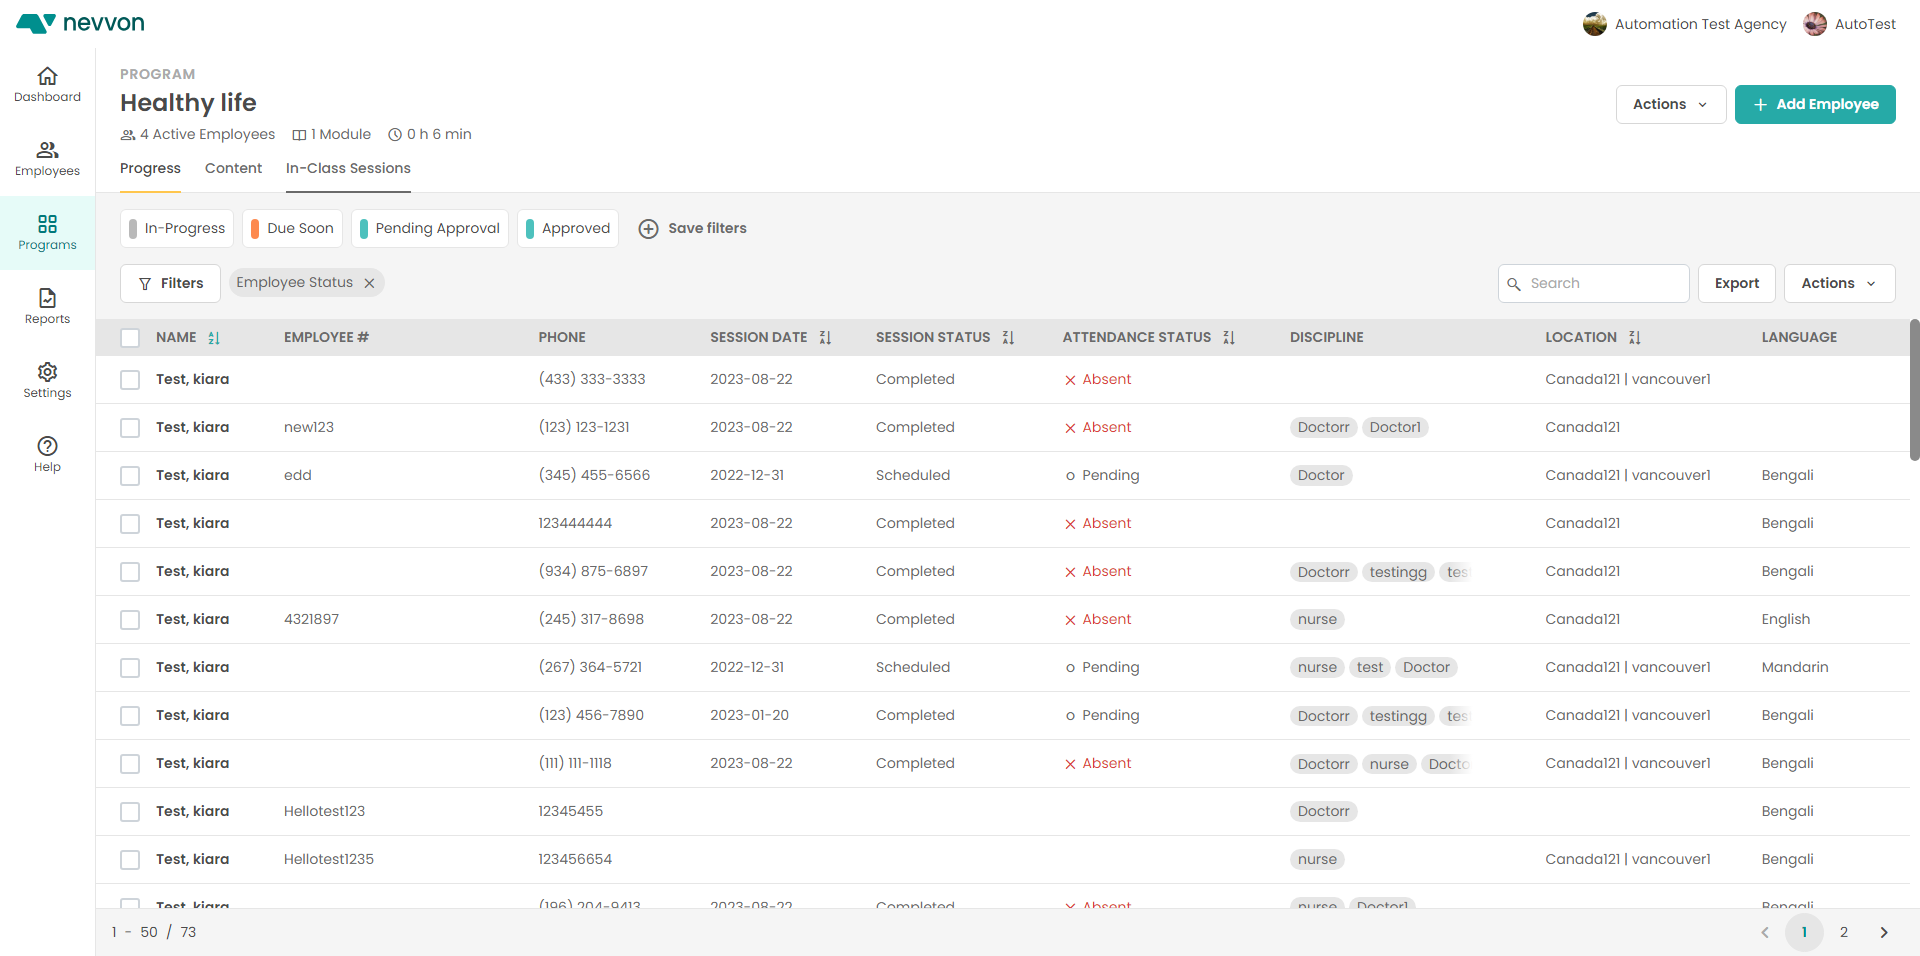 nevvon
Automation Test Agency
AutoTest
Dashboard
Employees
Programs
Reports
Settings
Help
PROGRAM
Healthy life
4 Active Employees 1 Module 0 h 6 min
Actions
Add Employee
Progress Content In-Class Sessions
In-Progress Due Soon Pending Approval Approved Save filters
Filters Employee Status
Search
Export
Actions
NAME EMPLOYEE # PHONE SESSION DATE SESSION STATUS ATTENDANCE STATUS DISCIPLINE LOCATION LANGUAGE
Test, kiara (433) 333-3333 2023-08-22 Completed Absent Canada121 | vancouver1
Test, kiara new123 (123) 123-1231 2023-08-22 Completed Absent Doctorr Doctor1 Canada121
Test, kiara edd (345) 455-6566 2022-12-31 Scheduled Pending Doctor Canada121 | vancouver1 Bengali
Test, kiara 123444444 2023-08-22 Completed Absent Canada121 Bengali
Test, kiara (934) 875-6897 2023-08-22 Completed Absent Doctorr testingg tes Canada121 Bengali
Test, kiara 4321897 (245) 317-8698 2023-08-22 Completed Absent nurse Canada121 English
Test, kiara (267) 364-5721 2022-12-31 Scheduled Pending nurse test Doctor Canada121 | vancouver1 Mandarin
Test, kiara (123) 456-7890 2023-01-20 Completed Pending Doctorr testingg tes Canada121 | vancouver1 Bengali
Test, kiara (111) 111-1118 2023-08-22 Completed Absent Doctorr nurse Docto Canada121 | vancouver1 Bengali
Test, kiara Hellotest123 12345455 Doctorr Bengali
Test, kiara Hellotest1235 123456654 nurse Canada121 | vancouver1 Bengali
Test, kiara (196) 204-9413 2023-08-22 Completed Absent nurse Doctor1 Bengali
1 - 50 / 73
1 2